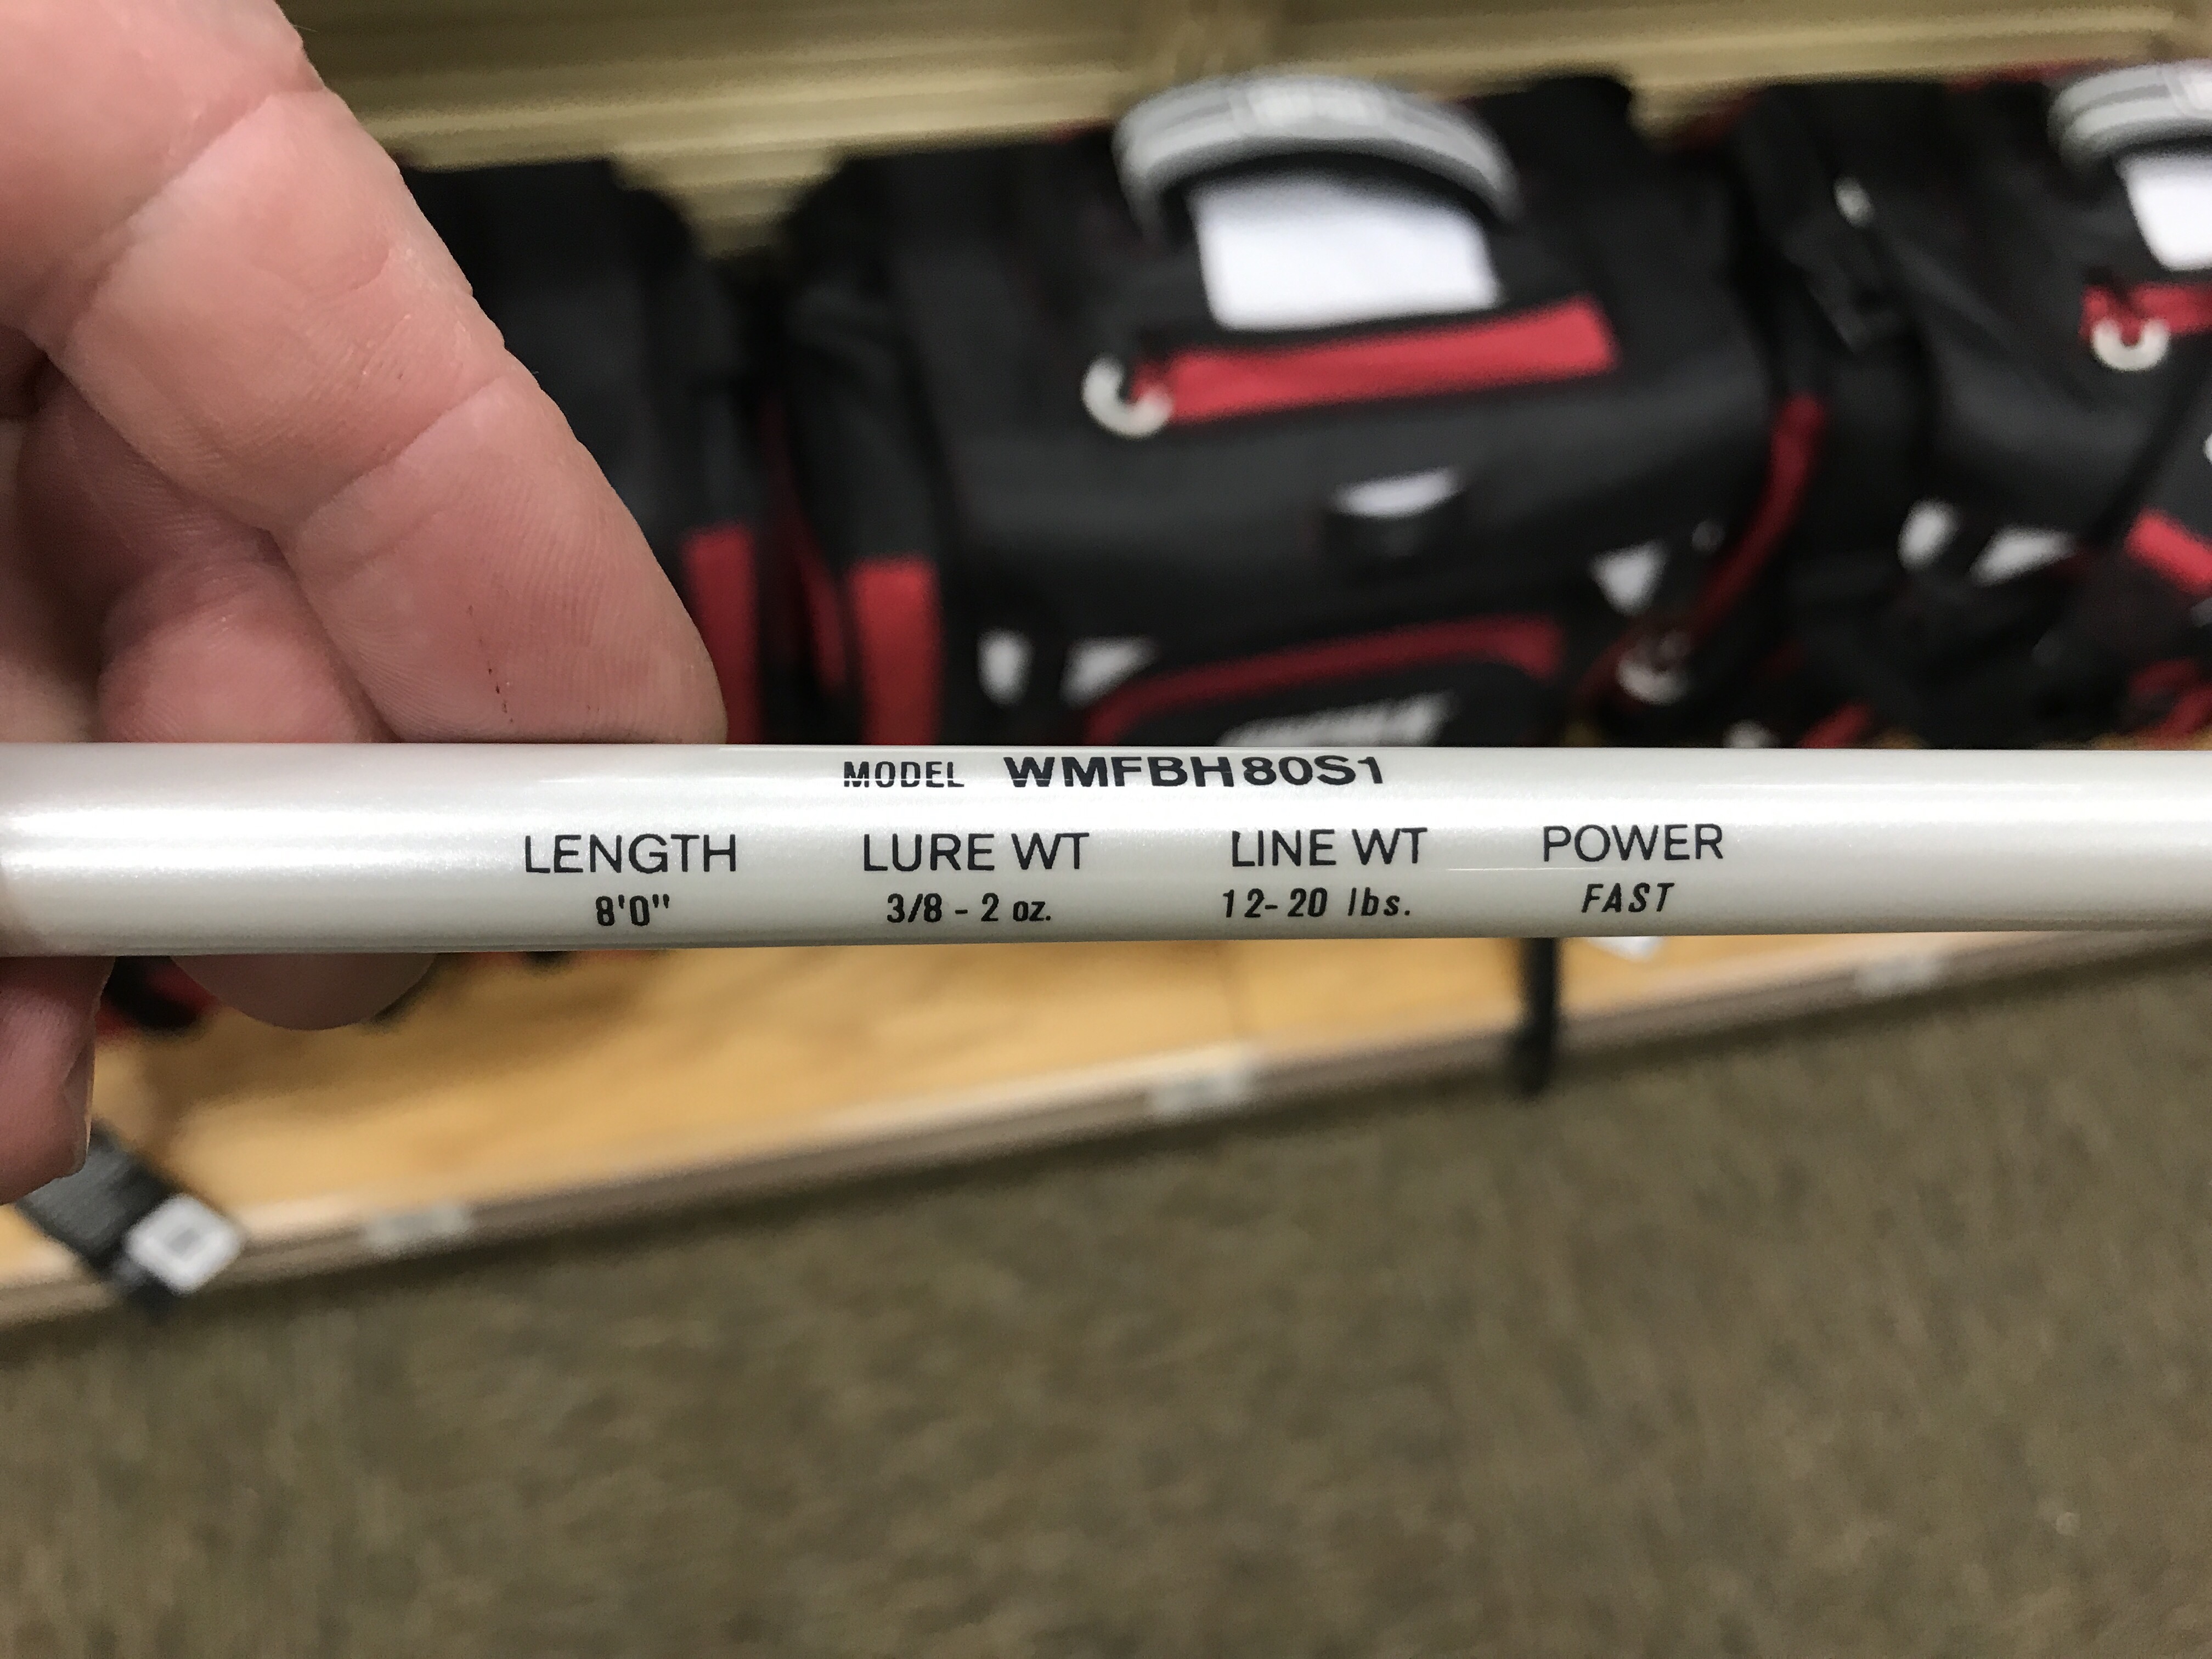 MODEL WMFBH80S1
LENGTH LURE WT LINE WT POWER
8'0" 3/8 - 2 oz. 12-20 lbs. FAST